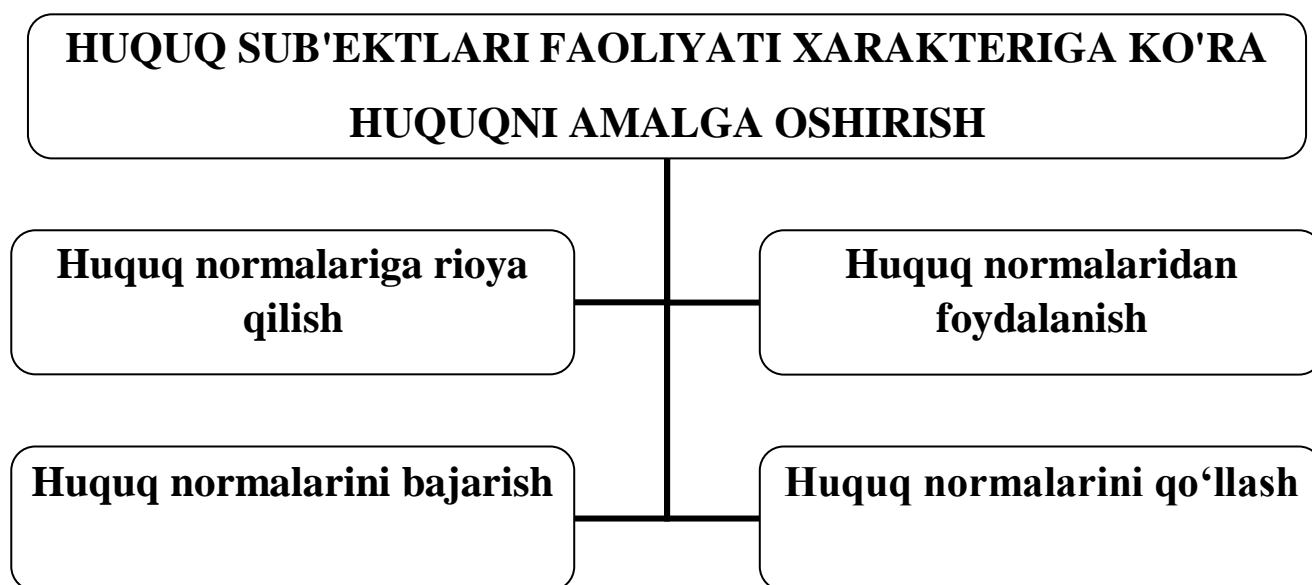 HUQUQ SUB'EKTLARI FAOLIYATI XARAKTERIGA KO'RA
HUQUQNI AMALGA OSHIRISH
Huquq normalariga rioya
qilish
Huquq normalaridan
foydalanish
Huquq normalarini bajarish
Huquq normalarini qo‘llash